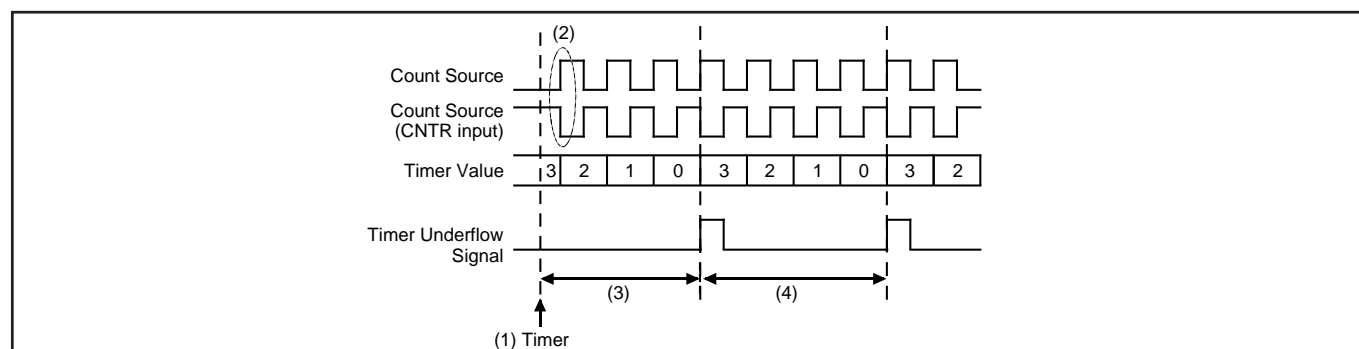 (2)
Count Source
Count Source
(CNTR input)
Timer Value
3 2 1 0 3 2 1 0 3 2
Timer Underflow
Signal
(3)
(4)
(1) Timer